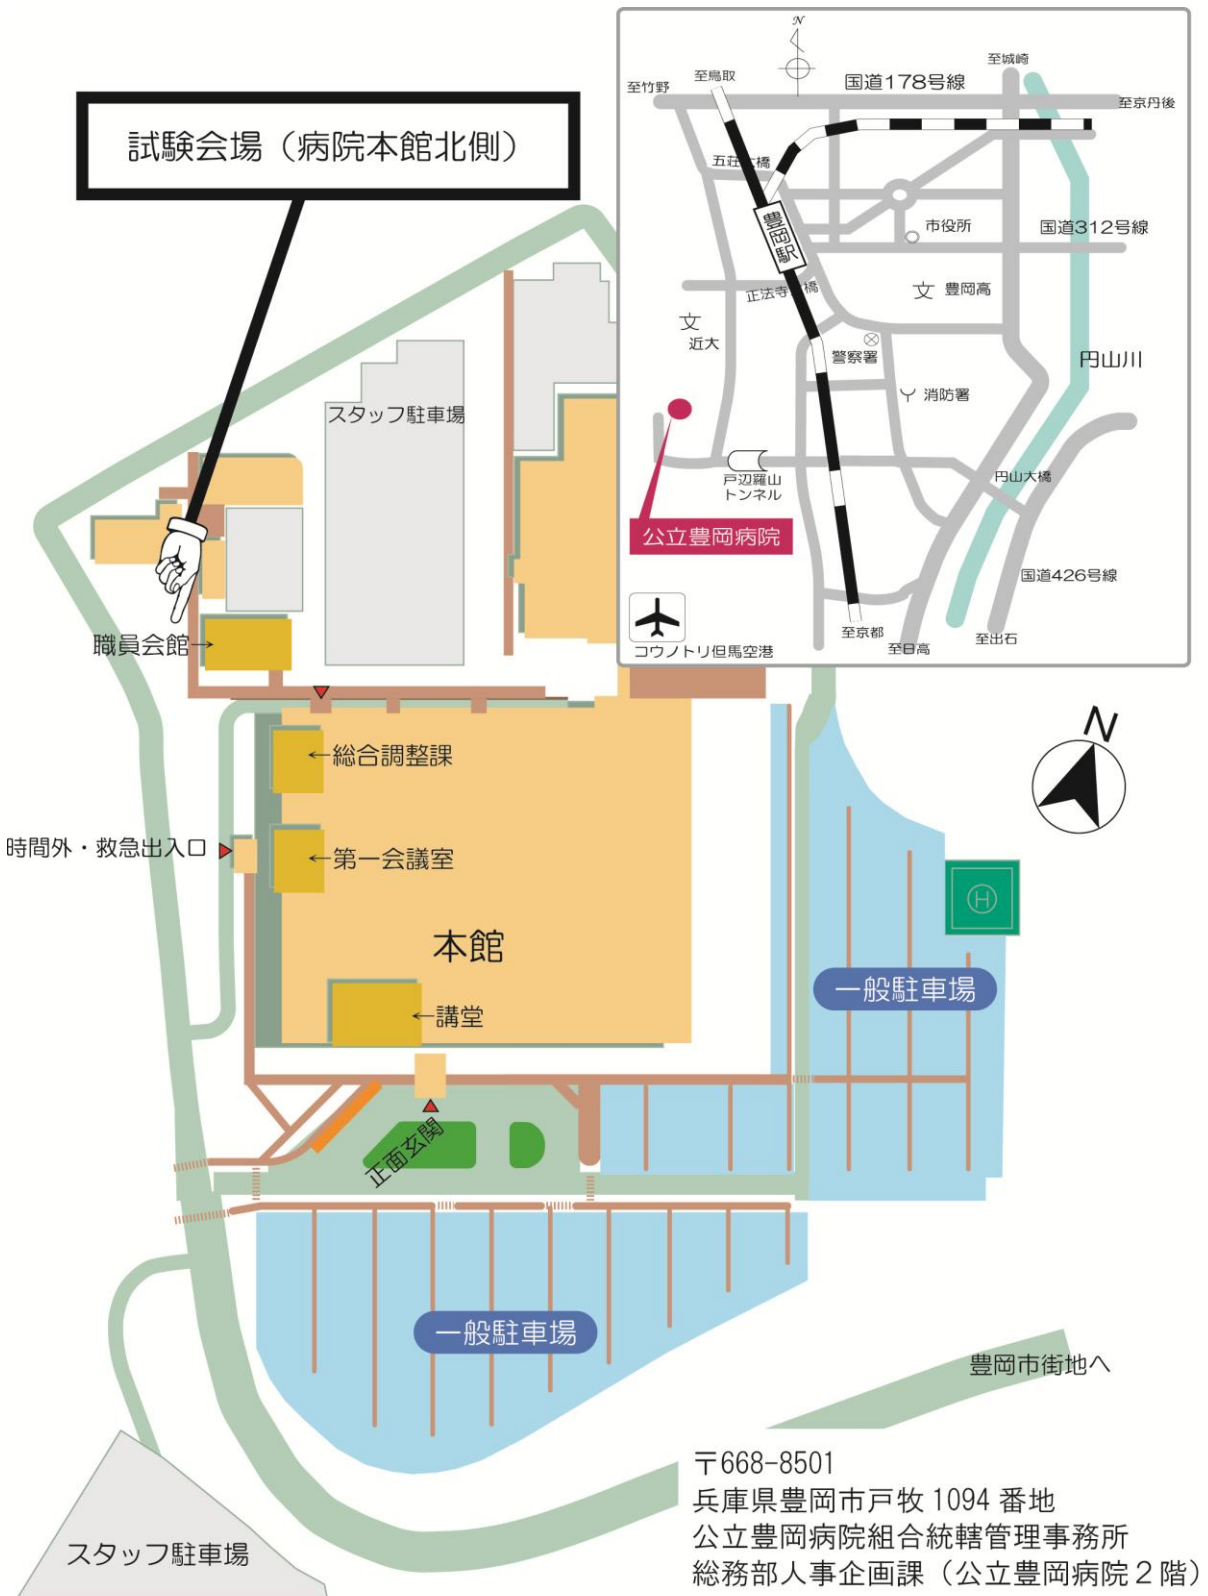 試験会場（病院本館北側）
スタッフ駐車場
職員会館→
←総合調整課
時間外・救急出入口
←第一会議室
本館
←講堂
正面玄関
一般駐車場
一般駐車場
スタッフ駐車場
豊岡市街地へ
N
H
N
至竹野
至鳥取
国道178号線
至城崎
至京丹後
五荘大橋
豊岡駅
市役所
国道312号線
正法寺大橋
文 豊岡高
文
近大
警察署
消防署
円山川
戸辺羅山
トンネル
円山大橋
公立豊岡病院
国道426号線
コウノトリ但馬空港
至京都
至日高
至出石
〒668-8501
兵庫県豊岡市戸牧 1094 番地
公立豊岡病院組合統轄管理事務所
総務部人事企画課（公立豊岡病院２階）